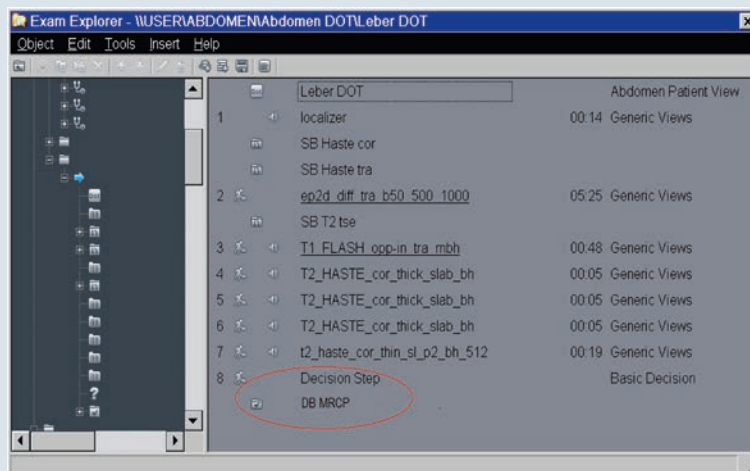 Exam Explorer - \\USER\ABDOMEN\Abdomen DOT\Leber DOT
Object Edit Tools Insert Help
Leber DOT Abdomen Patient View
1 localizer 00:14 Generic Views
SB Haste cor
SB Haste tra
2 ep2d_diff_tra_b50_500_1000 05:25 Generic Views
SB T2 tse
3 T1_FLASH_opp-in_tra_mbh 00:48 Generic Views
4 T2_HASTE_cor_thick_slab_bh 00:05 Generic Views
5 T2_HASTE_cor_thick_slab_bh 00:05 Generic Views
6 T2_HASTE_cor_thick_slab_bh 00:05 Generic Views
7 t2_haste_cor_thin_sl_p2_bh_512 00:19 Generic Views
8 Decision Step Basic Decision
DB MRCP